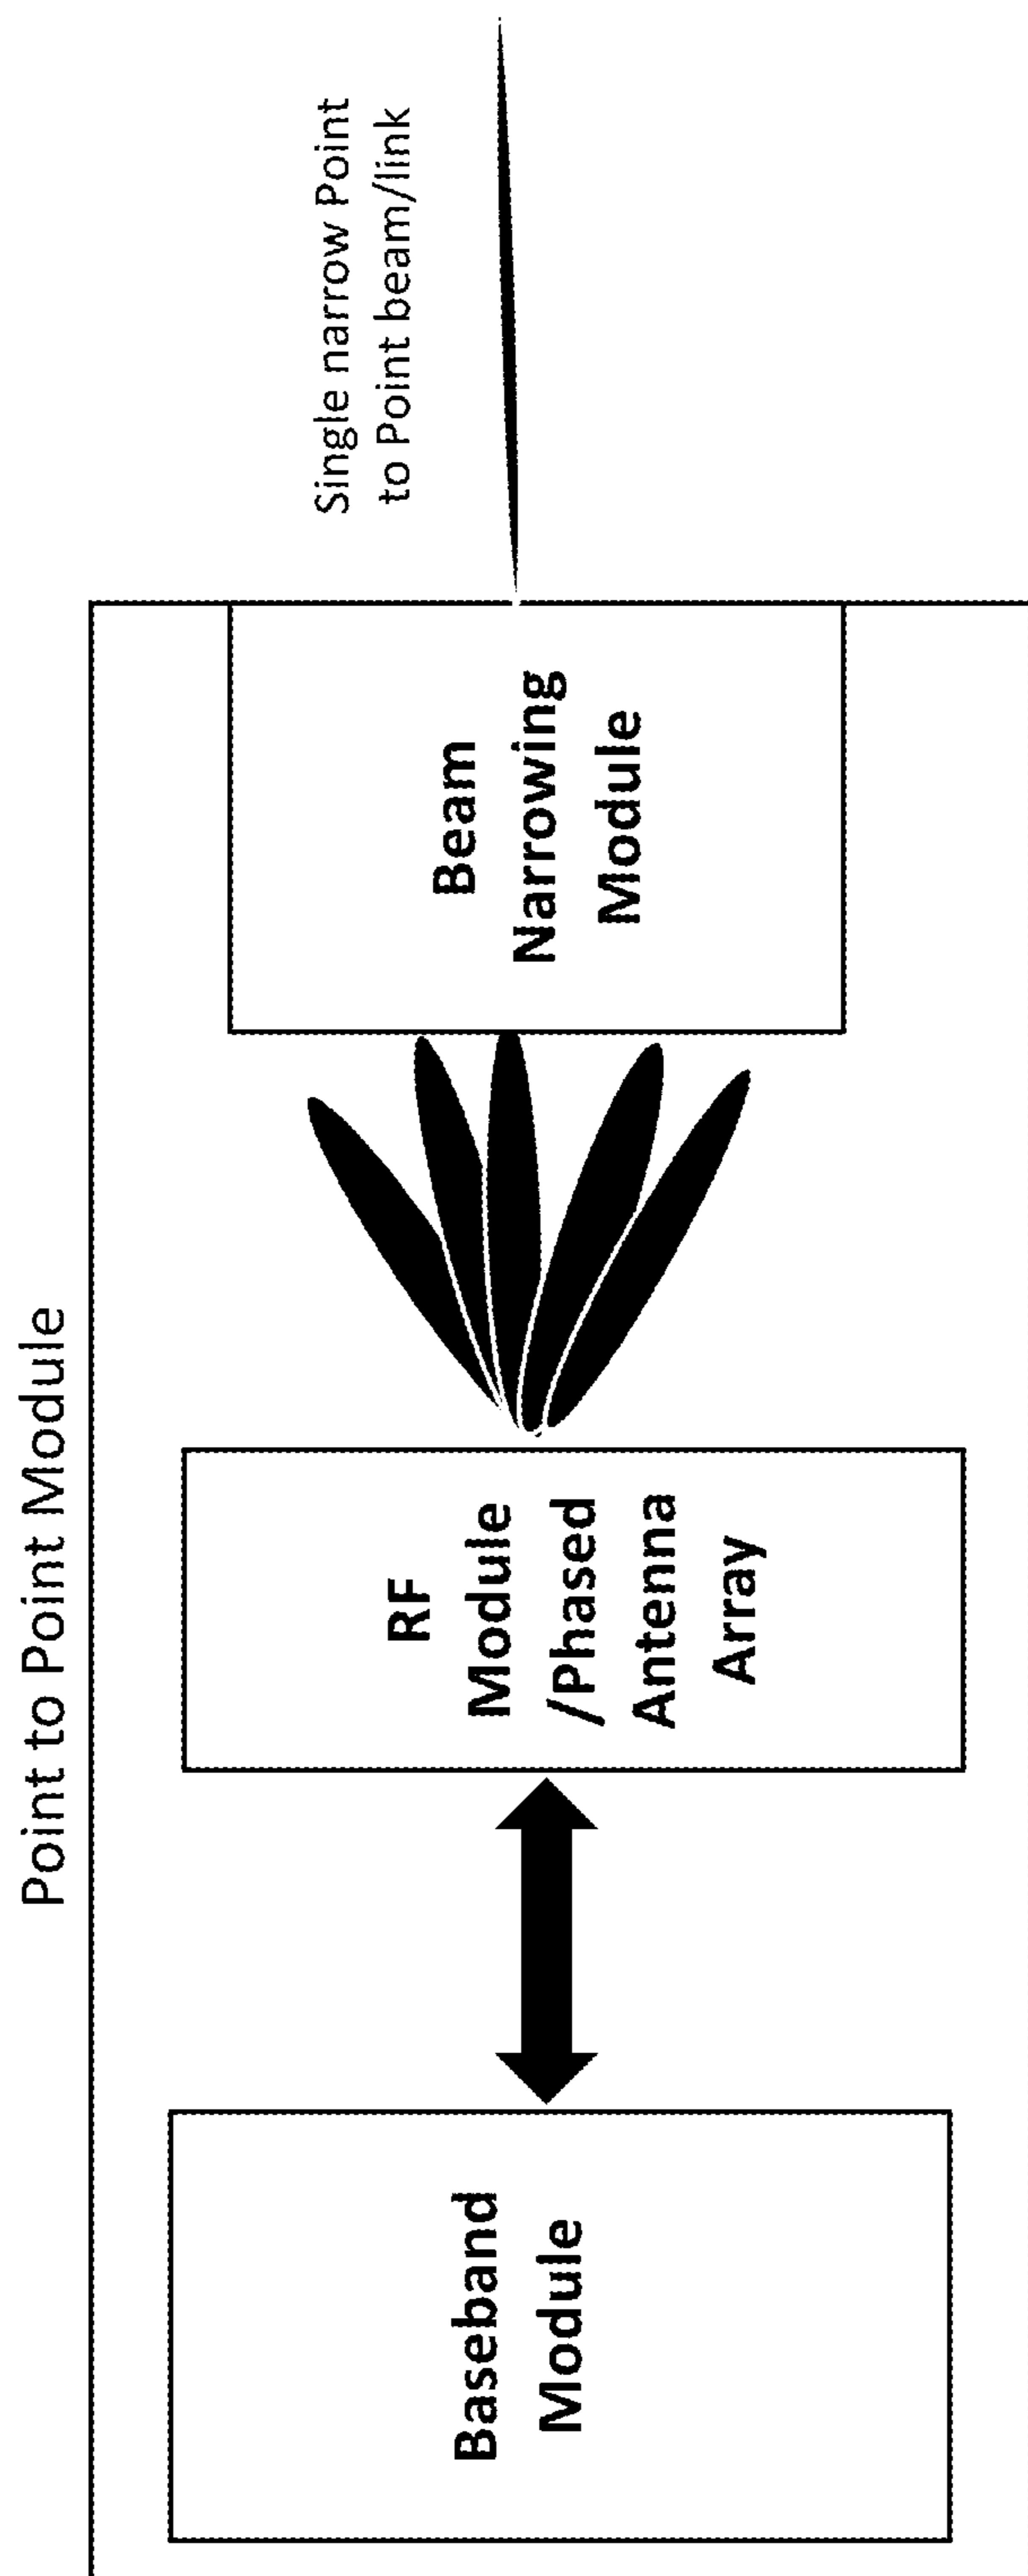 Point to Point Module
Baseband
Module
RF
Module
/Phased
Antenna
Array
Beam
Narrowing
Module
Single narrow Point
to Point beam/link